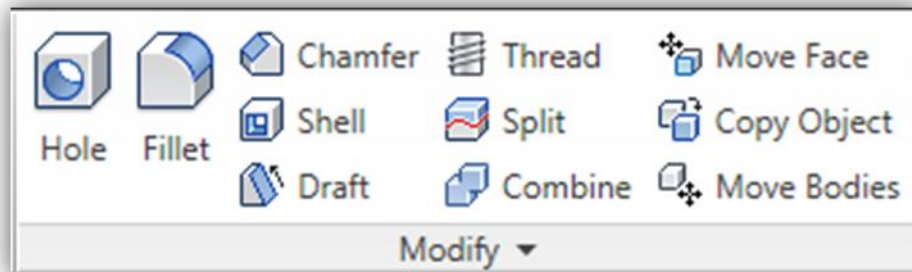 Hole
Fillet
Chamfer
Shell
Draft
Thread
Split
Combine
Move Face
Copy Object
Move Bodies
Modify